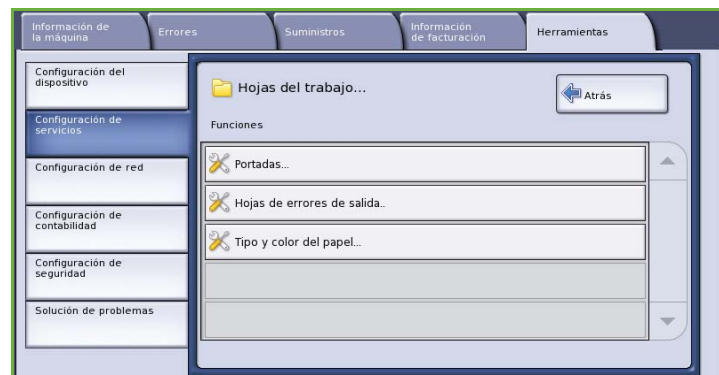 Información de
la máquina
Errores
Suministros
Información
de facturación
Herramientas
Configuración del
dispositivo
Configuración de
servicios
Configuración de red
Configuración de
contabilidad
Configuración de
seguridad
Solución de problemas
Hojas del trabajo...
Atrás
Funciones
Portadas...
Hojas de errores de salida..
Tipo y color del papel...